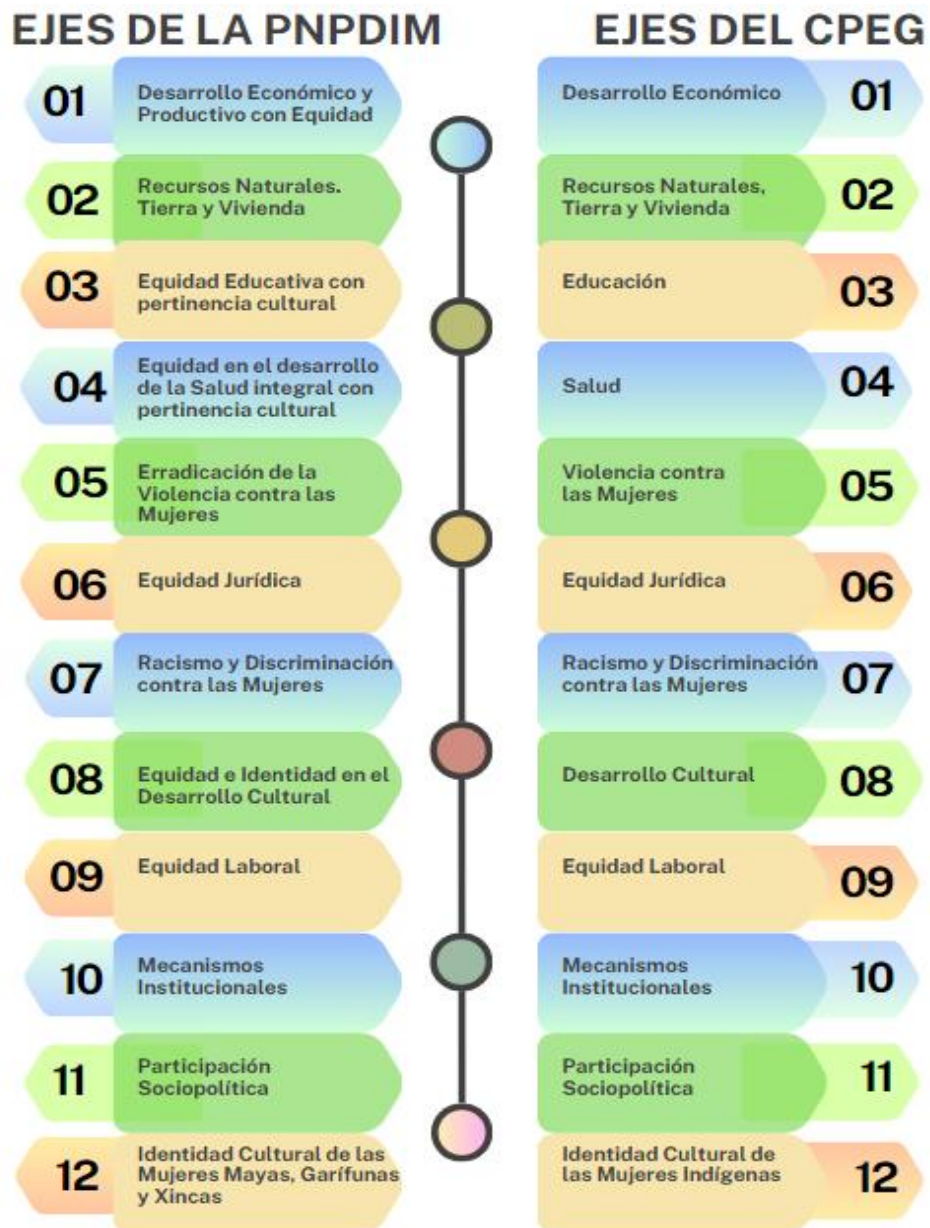 EJES DE LA PNPDIM
01
Desarrollo Económico y
Productivo con Equidad
02
Recursos Naturales.
Tierra y Vivienda
03
Equidad Educativa con
pertinencia cultural
04
Equidad en el desarrollo
de la Salud integral con
pertinencia cultural
05
Erradicación de la
Violencia contra las
Mujeres
06
Equidad Jurídica
07
Racismo y Discriminación
contra las Mujeres
08
Equidad e Identidad en el
Desarrollo Cultural
09
Equidad Laboral
10
Mecanismos
Institucionales
11
Participación
Sociopolítica
12
Identidad Cultural de las
Mujeres Mayas, Garífunas
y Xincas
EJES DEL CPEG
Desarrollo Económico
01
Recursos Naturales,
Tierra y Vivienda
02
Educación
03
Salud
04
Violencia contra
las Mujeres
05
Equidad Jurídica
06
Racismo y Discriminación
contra las Mujeres
07
Desarrollo Cultural
08
Equidad Laboral
09
Mecanismos
Institucionales
10
Participación
Sociopolítica
11
Identidad Cultural de
las Mujeres Indígenas
12